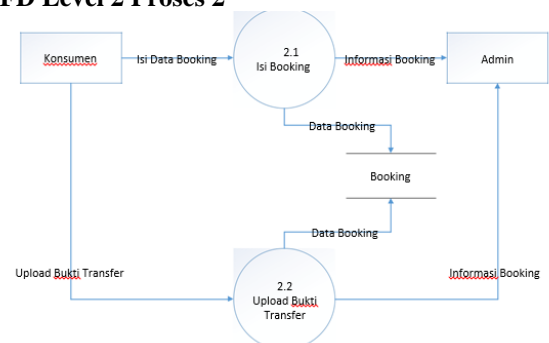 FD Level 2 Proses 2
Konsumen
Isi Data Booking
2.1
Isi Booking
Informasi Booking
Admin
Data Booking
Booking
Data Booking
Upload Bukti Transfer
2.2
Upload Bukti
Transfer
Informasi Booking